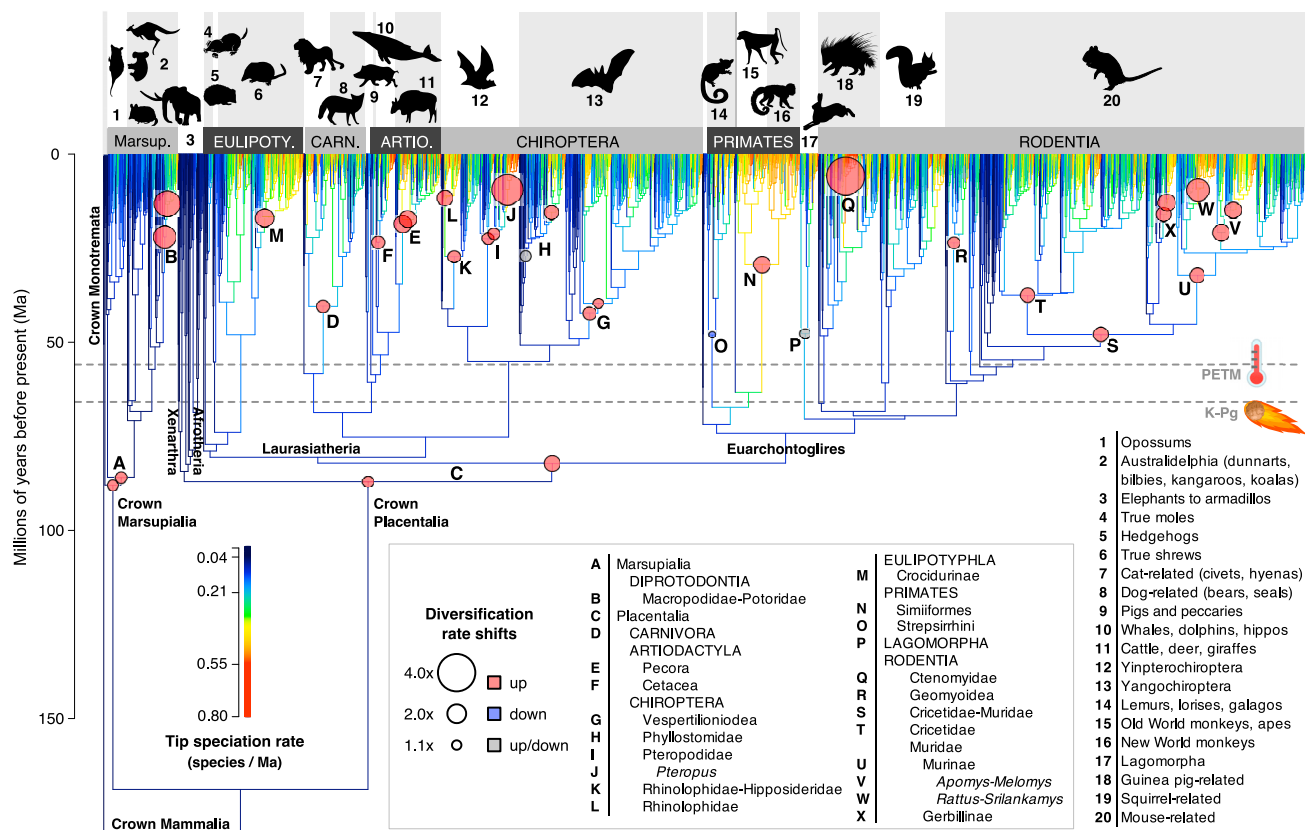 10
4
15
2
7
11
18
5
6
8
9
12
13
14
16
19
20
1
3
17
Marsup.
EULIPOTY.
CARN.
ARTIO.
CHIROPTERA
PRIMATES
RODENTIA
Millions of years before present (Ma)
0
50
100
150
Crown Monotremata
Xenarthra
Afrotheria
B
M
D
F
E
L
K
I
J
H
G
O
N
P
Q
R
T
S
X
W
V
U
A
C
PETM
K-Pg
Laurasiatheria
Euarchontoglires
Crown
Marsupialia
Crown
Placentalia
Crown Mammalia
0.04
0.21
0.55
0.80
Tip speciation rate
(species / Ma)
Diversification
rate shifts
4.0x
2.0x
1.1x
up
down
up/down
A Marsupialia
DIPROTODONTIA
B Macropodidae-Potoridae
C Placentalia
D CARNIVORA
ARTIODACTYLA
E Pecora
F Cetacea
CHIROPTERA
G Vespertilioniodea
H Phyllostomidae
I Pteropodidae
J Pteropus
K Rhinolophidae-Hipposideridae
L Rhinolophidae
EULIPOTYPHLA
M Crocidurinae
PRIMATES
N Simiiformes
O Strepsirrhini
P LAGOMORPHA
RODENTIA
Q Ctenomyidae
R Geomyoidea
S Cricetidae-Muridae
T Cricetidae
Muridae
U Murinae
V Apomys-Melomys
W Rattus-Srilankamys
X Gerbillinae
1 Opossums
2 Australidelphia (dunnarts,
bilbies, kangaroos, koalas)
3 Elephants to armadillos
4 True moles
5 Hedgehogs
6 True shrews
7 Cat-related (civets, hyenas)
8 Dog-related (bears, seals)
9 Pigs and peccaries
10 Whales, dolphins, hippos
11 Cattle, deer, giraffes
12 Yinpterochiroptera
13 Yangochiroptera
14 Lemurs, lorises, galagos
15 Old World monkeys, apes
16 New World monkeys
17 Lagomorpha
18 Guinea pig-related
19 Squirrel-related
20 Mouse-related